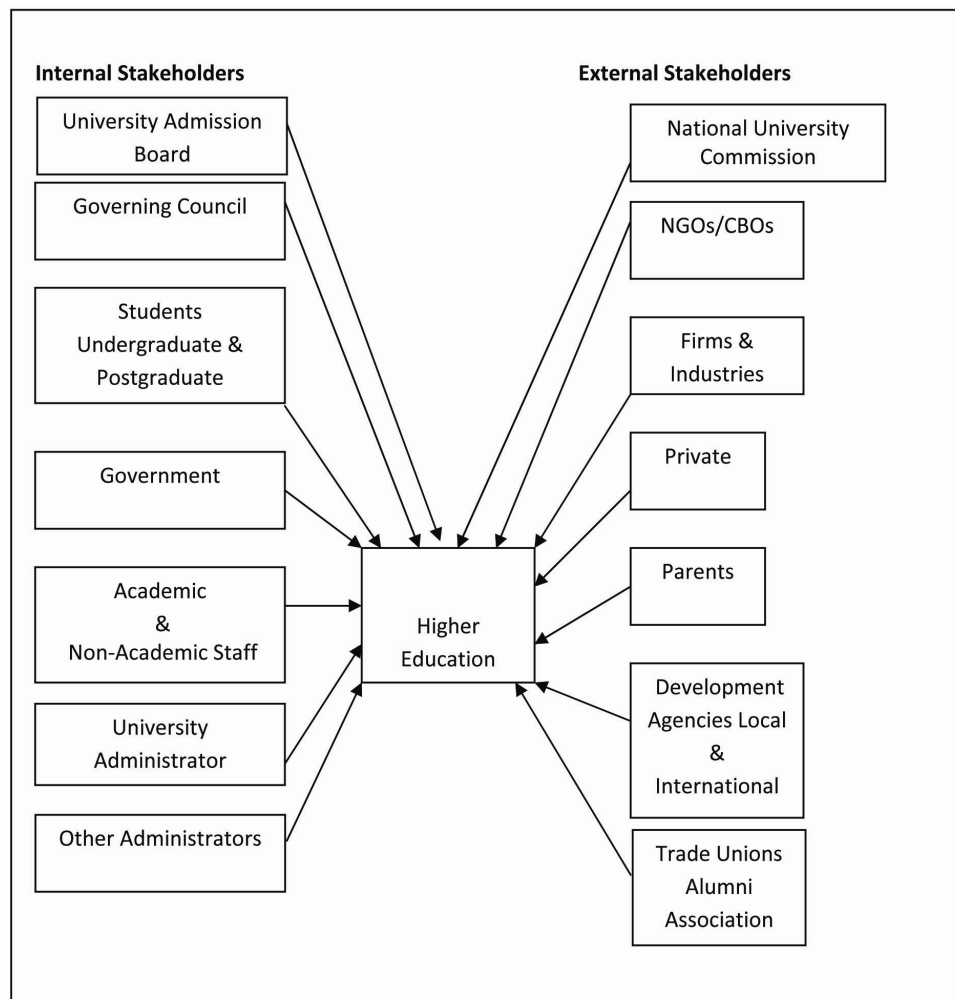 Internal Stakeholders
University Admission
Board
Governing Council
Students
Undergraduate &
Postgraduate
Government
Academic
&
Non-Academic Staff
University
Administrator
Other Administrators
Higher
Education
External Stakeholders
National University
Commission
NGOs/CBOs
Firms &
Industries
Private
Parents
Development
Agencies Local
&
International
Trade Unions
Alumni
Association